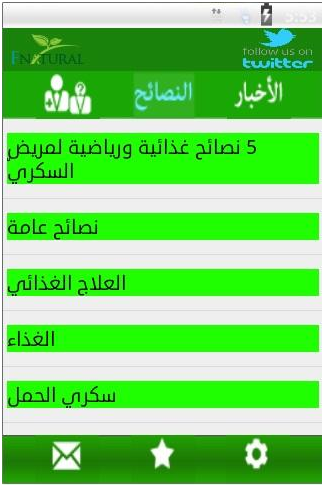 5:53
ENATURAL
follow us on
twitter
الأخبار
النصائح
5 نصائح غذائية ورياضية لمريض
السكري
نصائح عامة
العلاج الغذائي
الغذاء
سكري الحمل